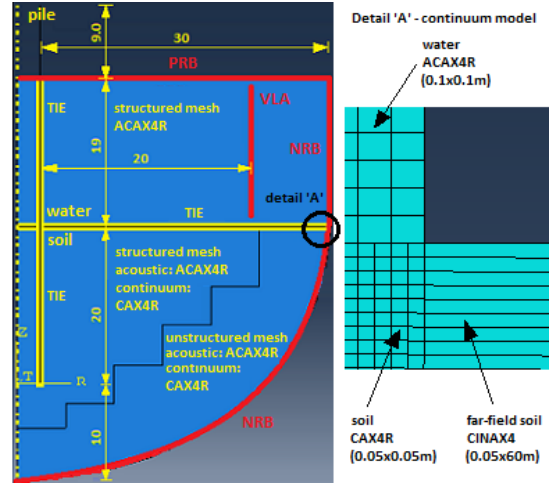 pile
9.0
30
PRB
TIE
structured mesh
ACAX4R
VLA
19
20
NRB
detail 'A'
water
TIE
soil
structured mesh
acoustic: ACAX4R
continuum:
CAX4R
TIE
20
unstructured mesh
acoustic: ACAX4R
continuum:
CAX4R
Z
T
R
10
NRB
Detail 'A' - continuum model
water
ACAX4R
(0.1x0.1m)
soil
CAX4R
(0.05x0.05m)
far-field soil
CINAX4
(0.05x60m)